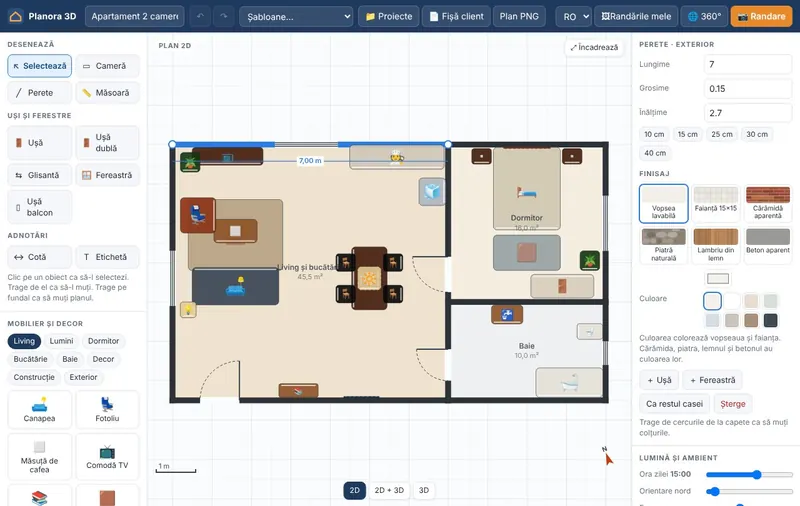 Planora 3D
Apartament 2 camere
Șabloane...
Proiecte
Fișă client
Plan PNG
RO
Randările mele
360°
Randare
DESENEAZĂ
Selectează
Cameră
Perete
Măsoară
UȘI ȘI FERESTRE
Ușă
Ușă dublă
Glisantă
Fereastră
Ușă balcon
ADNOTĂRI
Cotă
T Etichetă
Clic pe un obiect ca să-l selectezi.
Trage de el ca să-l muți. Trage pe
fundal ca să muți planul.
MOBILIER ȘI DECOR
Living
Lumini
Dormitor
Bucătărie
Baie
Decor
Construcție
Exterior
Canapea
Fotoliu
Măsuță de
cafea
Comodă TV
PLAN 2D
Încadrează
7,00 m
Living și bucătăr
45,5 m²
Dormitor
16,0 m²
Baie
10,0 m²
1 m
N
2D
2D + 3D
3D
PERETE · EXTERIOR
Lungime
7
Grosime
0.15
Înălțime
2.7
10 cm
15 cm
25 cm
30 cm
40 cm
FINISAJ
Vopsea
lavabilă
Faianță 15×15
Cărămidă
aparentă
Piatră
naturală
Lambriu din
lemn
Beton aparent
Culoare
Culoarea colorează vopseaua și faianța.
Cărămida, piatra, lemnul și betonul au
culoarea lor.
+ Ușă
+ Fereastră
Ca restul casei
Șterge
Trage de cercurile de la capete ca să muți
colțurile.
LUMINĂ ȘI AMBIENT
Ora zilei 15:00
Orientare nord